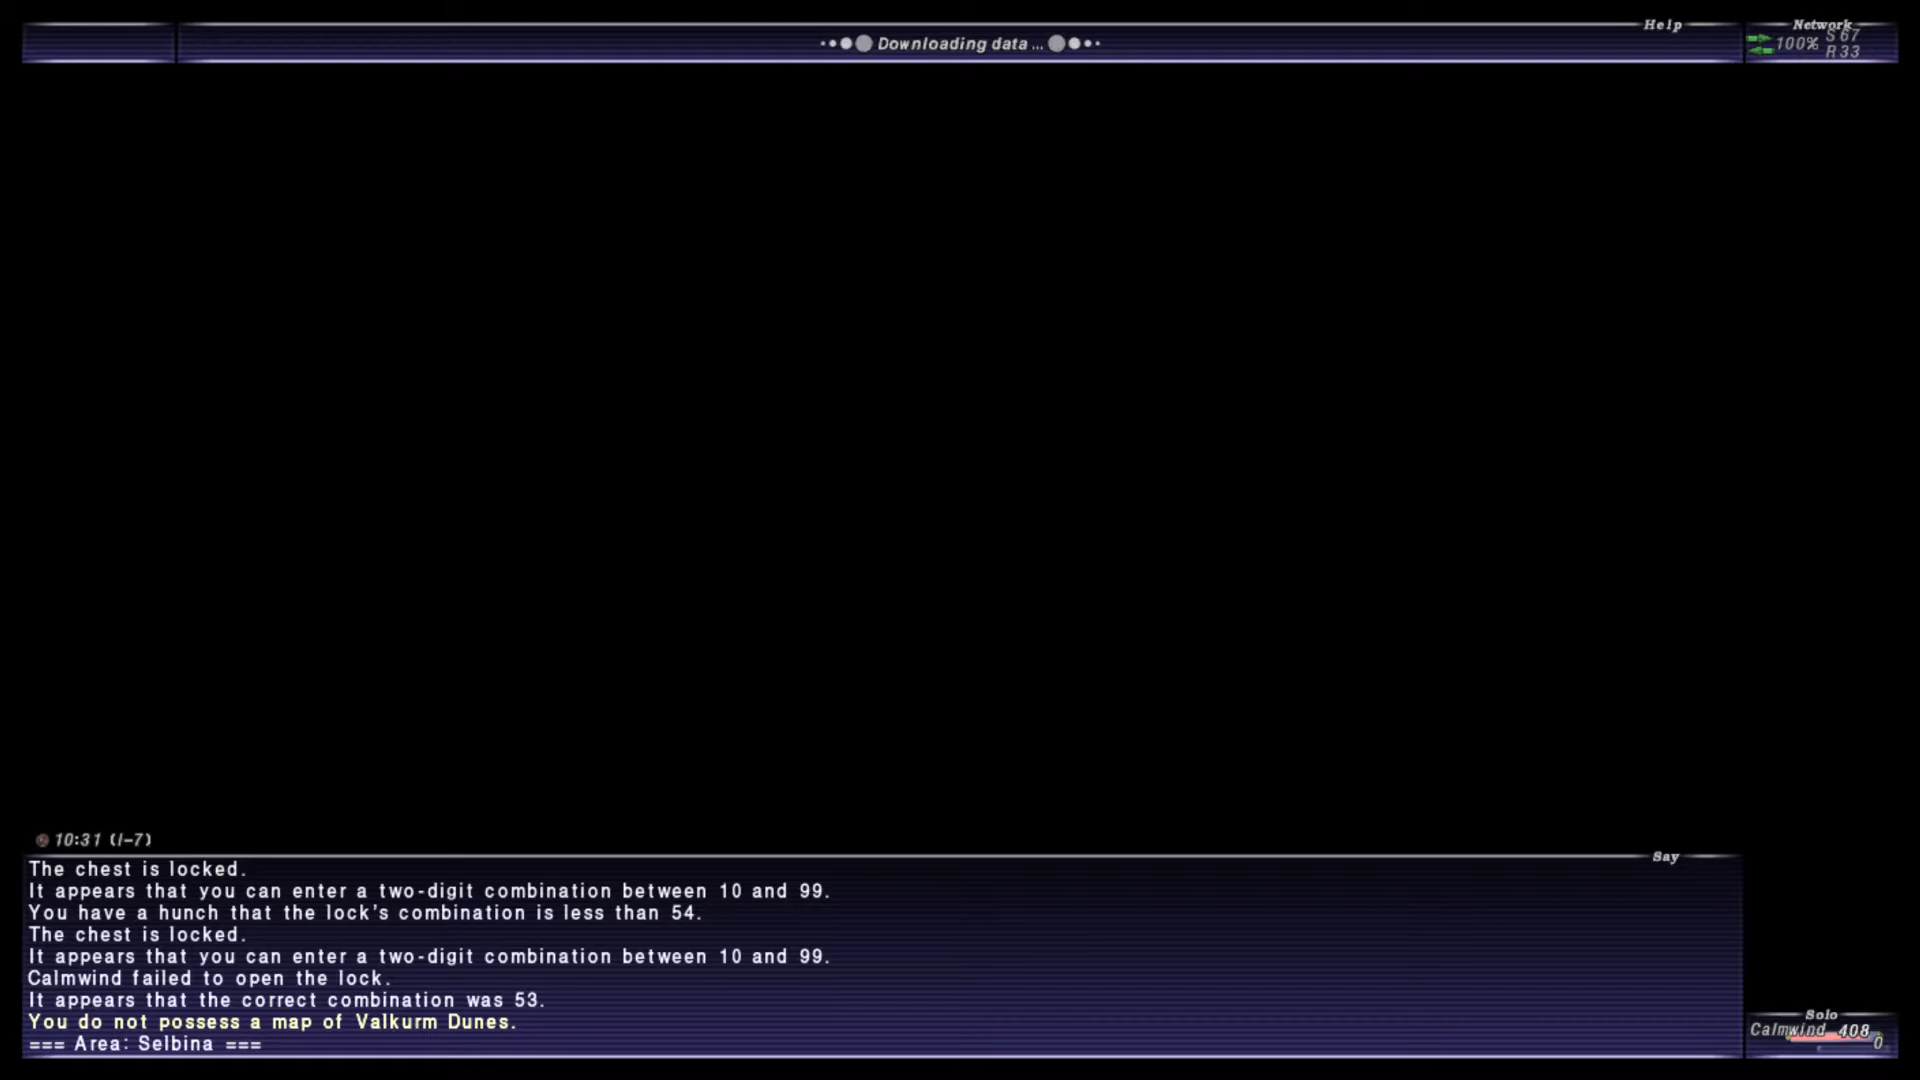 Help
Network
Downloading data ...
100% S 67
R 33
10:31 (/-7)
Say
The chest is locked.
It appears that you can enter a two-digit combination between 10 and 99.
You have a hunch that the lock's combination is less than 54.
The chest is locked.
It appears that you can enter a two-digit combination between 10 and 99.
Calmwind failed to open the lock.
It appears that the correct combination was 53.
You do not possess a map of Valkurm Dunes.
=== Area: Selbina ===
Solo
Calmwind 408
0